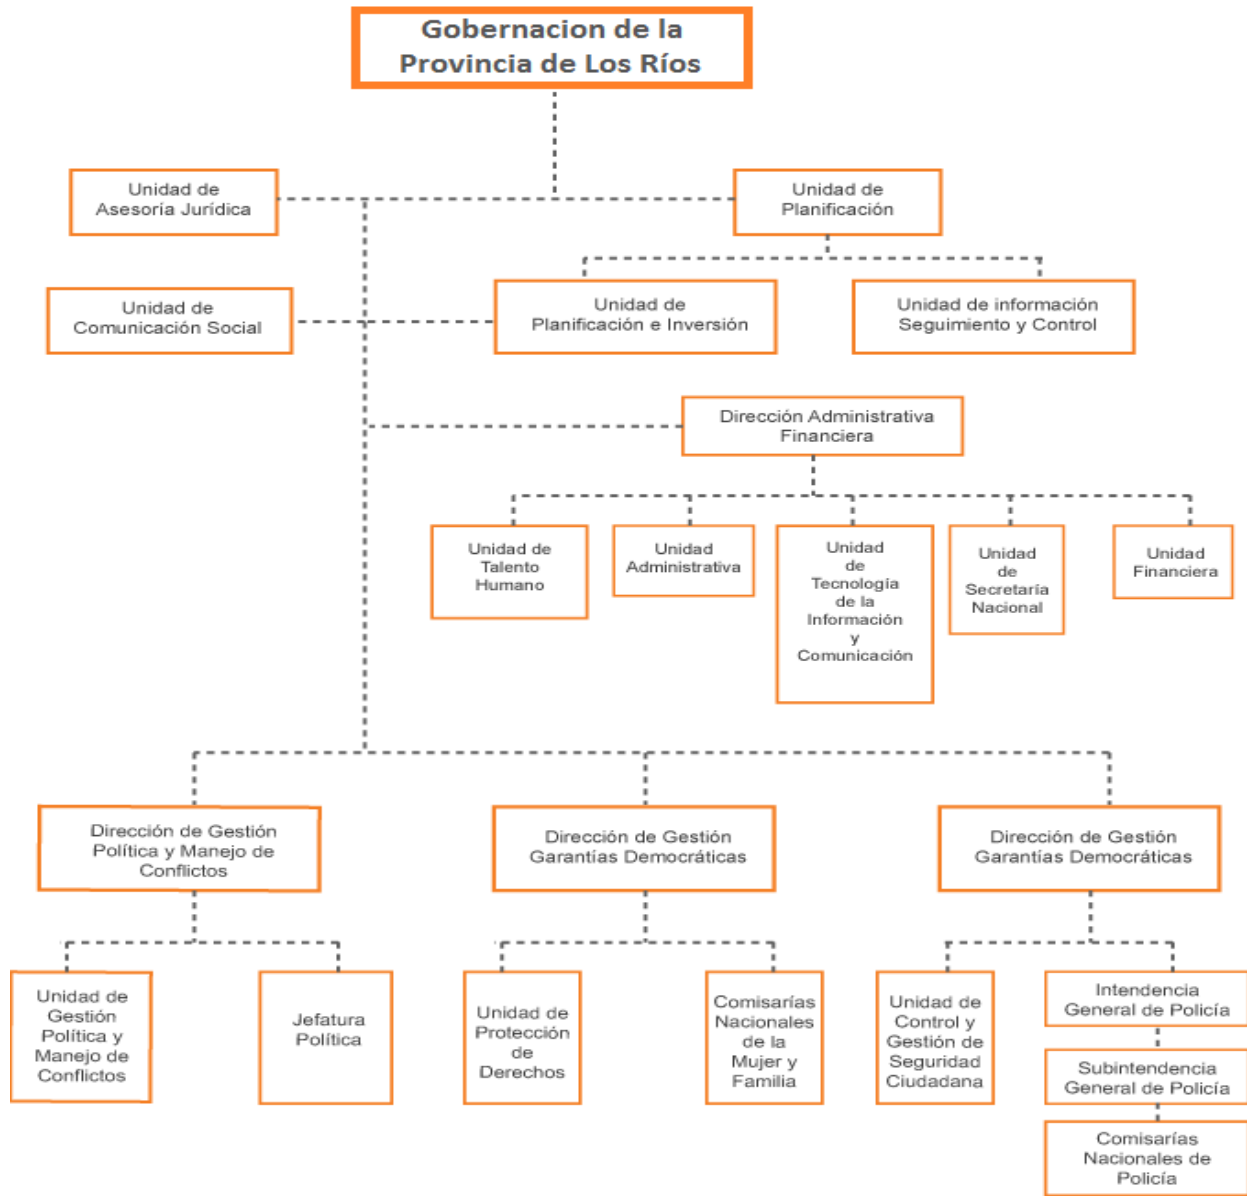 Gobernacion de la
Provincia de Los Ríos
Unidad de
Asesoría Jurídica
Unidad de
Planificación
Unidad de
Comunicación Social
Unidad de
Planificación e Inversión
Unidad de información
Seguimiento y Control
Dirección Administrativa
Financiera
Unidad de
Talento
Humano
Unidad
Administrativa
Unidad
de
Tecnología
de la
Información
y
Comunicación
Unidad
de
Secretaría
Nacional
Unidad
Financiera
Dirección de Gestión
Política y Manejo de
Conflictos
Dirección de Gestión
Garantías Democráticas
Dirección de Gestión
Garantías Democráticas
Unidad de
Gestión
Política y
Manejo de
Conflictos
Jefatura
Política
Unidad de
Protección
de
Derechos
Comisarías
Nacionales
de la
Mujer y
Familia
Unidad de
Control y
Gestión de
Seguridad
Ciudadana
Intendencia
General de Policía
Subintendencia
General de Policía
Comisarías
Nacionales de
Policía